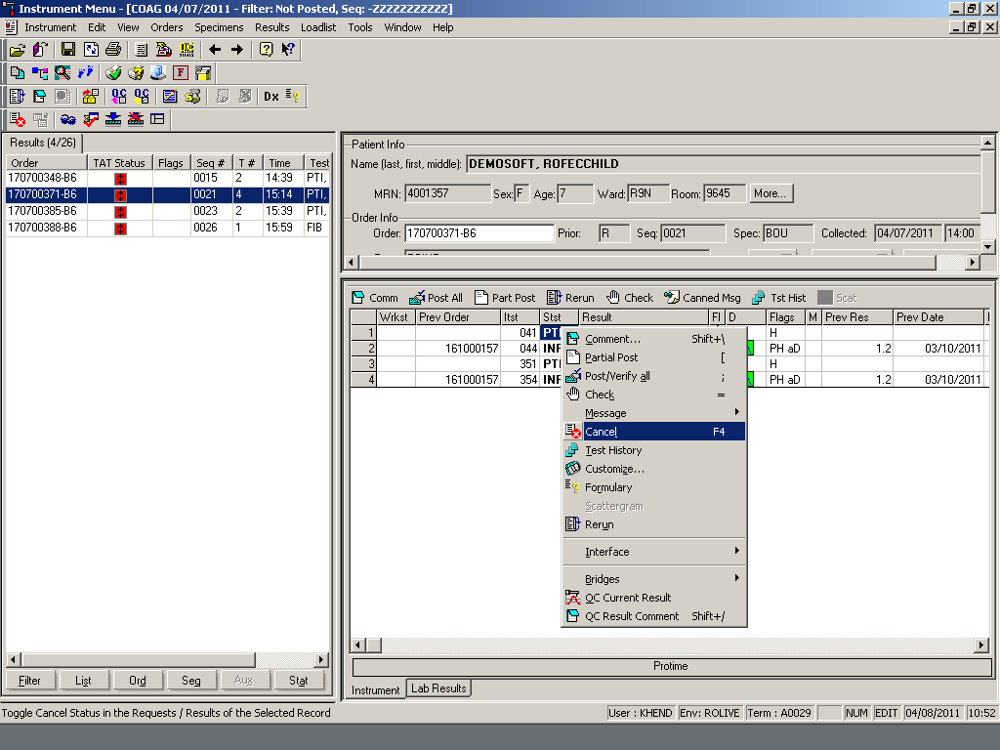 Instrument Menu - [COAG 04/07/2011 - Filter: Not Posted, Seq: -ZZZZZZZZZZZ]
Instrument Edit View Orders Specimens Results Loadlist Tools Window Help
QC
F
QC QC Dx
Results (4/26)
Order TAT Status Flags Seq # T # Time Test
170700348-B6 0015 2 14:39 PTI,
170700371-B6 0021 4 15:14 PTI,
170700385-B6 0023 2 15:39 PTI,
170700388-B6 0026 1 15:59 FIB
Filter List Ord Seg Aux Stat
Patient Info
Name (last, first, middle): DEMOSOFT, ROFECCHILD
MRN: 4001357 Sex: F Age: 7 Ward: R9N Room: 9645 More...
Order Info
Order: 170700371-B6 Prior: R Seq: 0021 Spec: BOU Collected: 04/07/2011 14:00
Comm Post All Part Post Rerun Check Canned Msg Tst Hist Scat
Wrkst Prev Order Itst Stst Result Fl D Flags M Prev Res Prev Date
1 041 PTI H
2 161000157 044 INR PH aD 1.2 03/10/2011
3 351 PTI H
4 161000157 354 INR PH aD 1.2 03/10/2011
Comment... Shift+\
Partial Post [
Post/Verify all ;
Check =
Message
Cancel F4
Test History
Customize...
Formulary
Scattergram
Rerun
Interface
Bridges
QC Current Result
QC Result Comment Shift+/
Protime
Instrument Lab Results
Toggle Cancel Status in the Requests / Results of the Selected Record User : KHEND Env: ROLIVE Term : A0029 NUM EDIT 04/08/2011 10:52